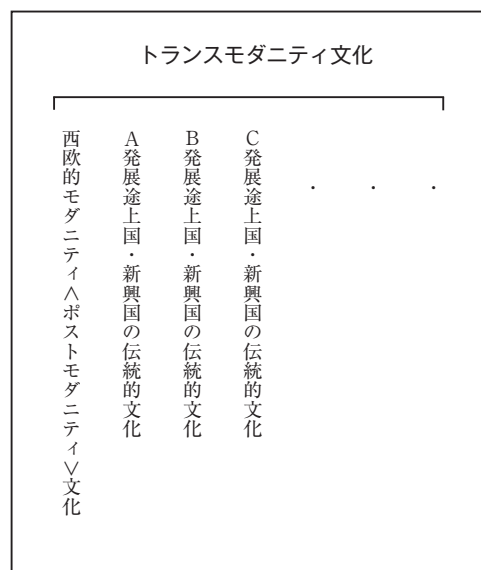 トランスモダニティ文化
西欧的モダニティ〈ポストモダニティ〉文化
A発展途上国・新興国の伝統的文化
B発展途上国・新興国の伝統的文化
C発展途上国・新興国の伝統的文化
・ ・ ・